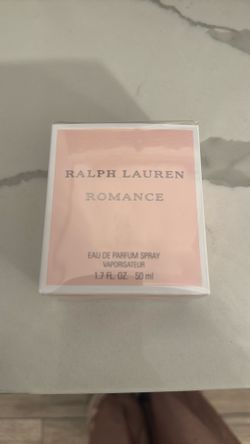 RALPH LAUREN
ROMANCE
EAU DE PARFUM SPRAY
VAPORISATEUR
1.7 FL. OZ. 50 ml